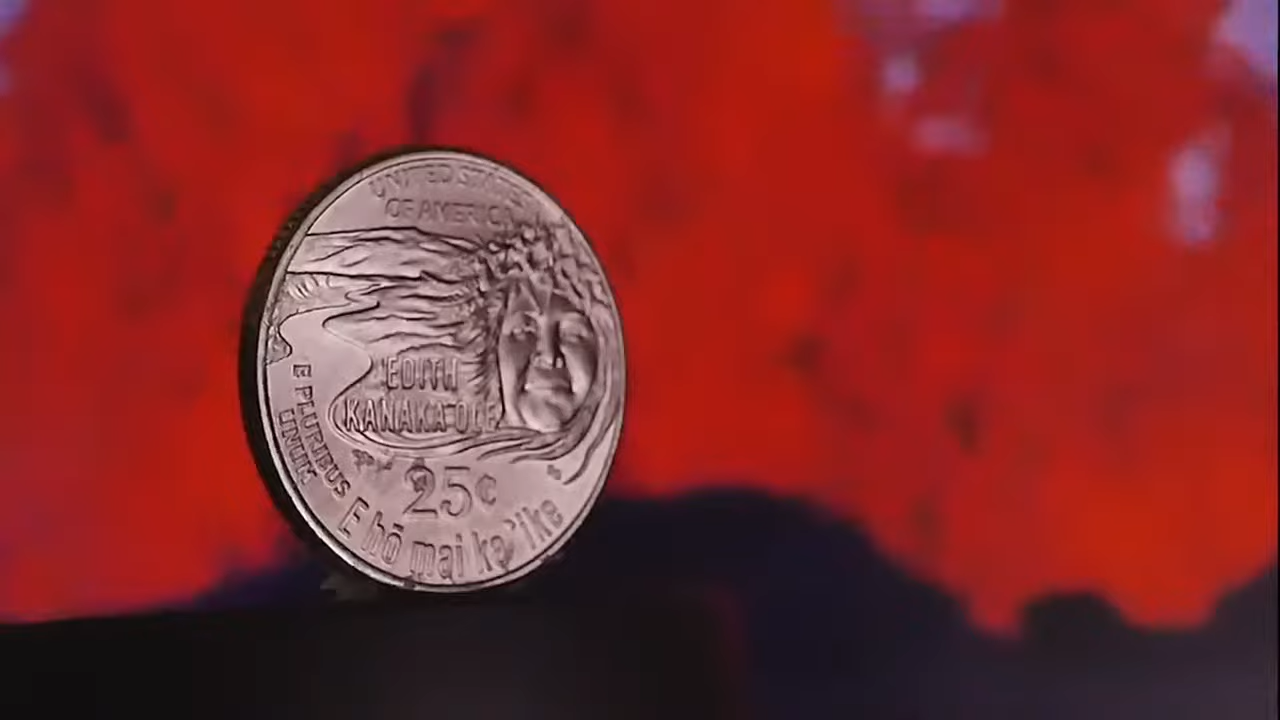 UNITED STATES
OF AMERICA
EDITH
KANAKAʻOLE
E PLURIBUS
UNUM
25¢
E hō mai ka ʻike